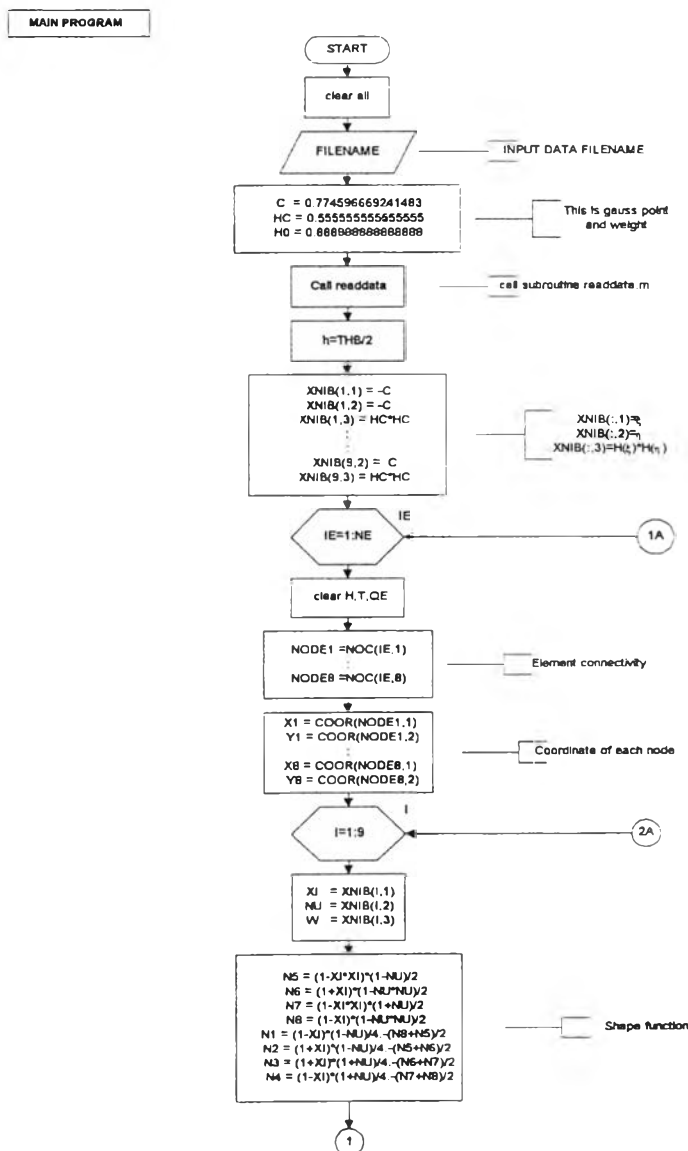 MAIN PROGRAM
START
clear all
FILENAME
INPUT DATA FILENAME
C = 0.774596669241483
HC = 0.555555555555555
H0 = 0.888888888888888
This is gauss point
and weight
Call readdata
call subroutine readdata.m
h=THB/2
XNIB(1,1) = -C
XNIB(1,2) = -C
XNIB(1,3) = HC*HC
XNIB(9,2) = C
XNIB(9,3) = HC*HC
XNIB(:,1)=ξ
XNIB(:,2)=η
XNIB(:,3)=H(ξ)*H(η)
IE
IE=1:NE
1A
clear H,T,QE
NODE1 =NOC(IE,1)
NODE8 =NOC(IE,8)
Element connectivity
X1 = COOR(NODE1,1)
Y1 = COOR(NODE1,2)
X8 = COOR(NODE8,1)
Y8 = COOR(NODE8,2)
Coordinate of each node
I
I=1:9
2A
XI = XNIB(I,1)
NU = XNIB(I,2)
W = XNIB(I,3)
N5 = (1-XI*XI)*(1-NU)/2
N6 = (1+XI)*(1-NU*NU)/2
N7 = (1-XI*XI)*(1+NU)/2
N8 = (1-XI)*(1-NU*NU)/2
N1 = (1-XI)*(1-NU)/4.-(N8+N5)/2
N2 = (1+XI)*(1-NU)/4.-(N5+N6)/2
N3 = (1+XI)*(1+NU)/4.-(N6+N7)/2
N4 = (1-XI)*(1+NU)/4.-(N7+N8)/2
Shape function
1